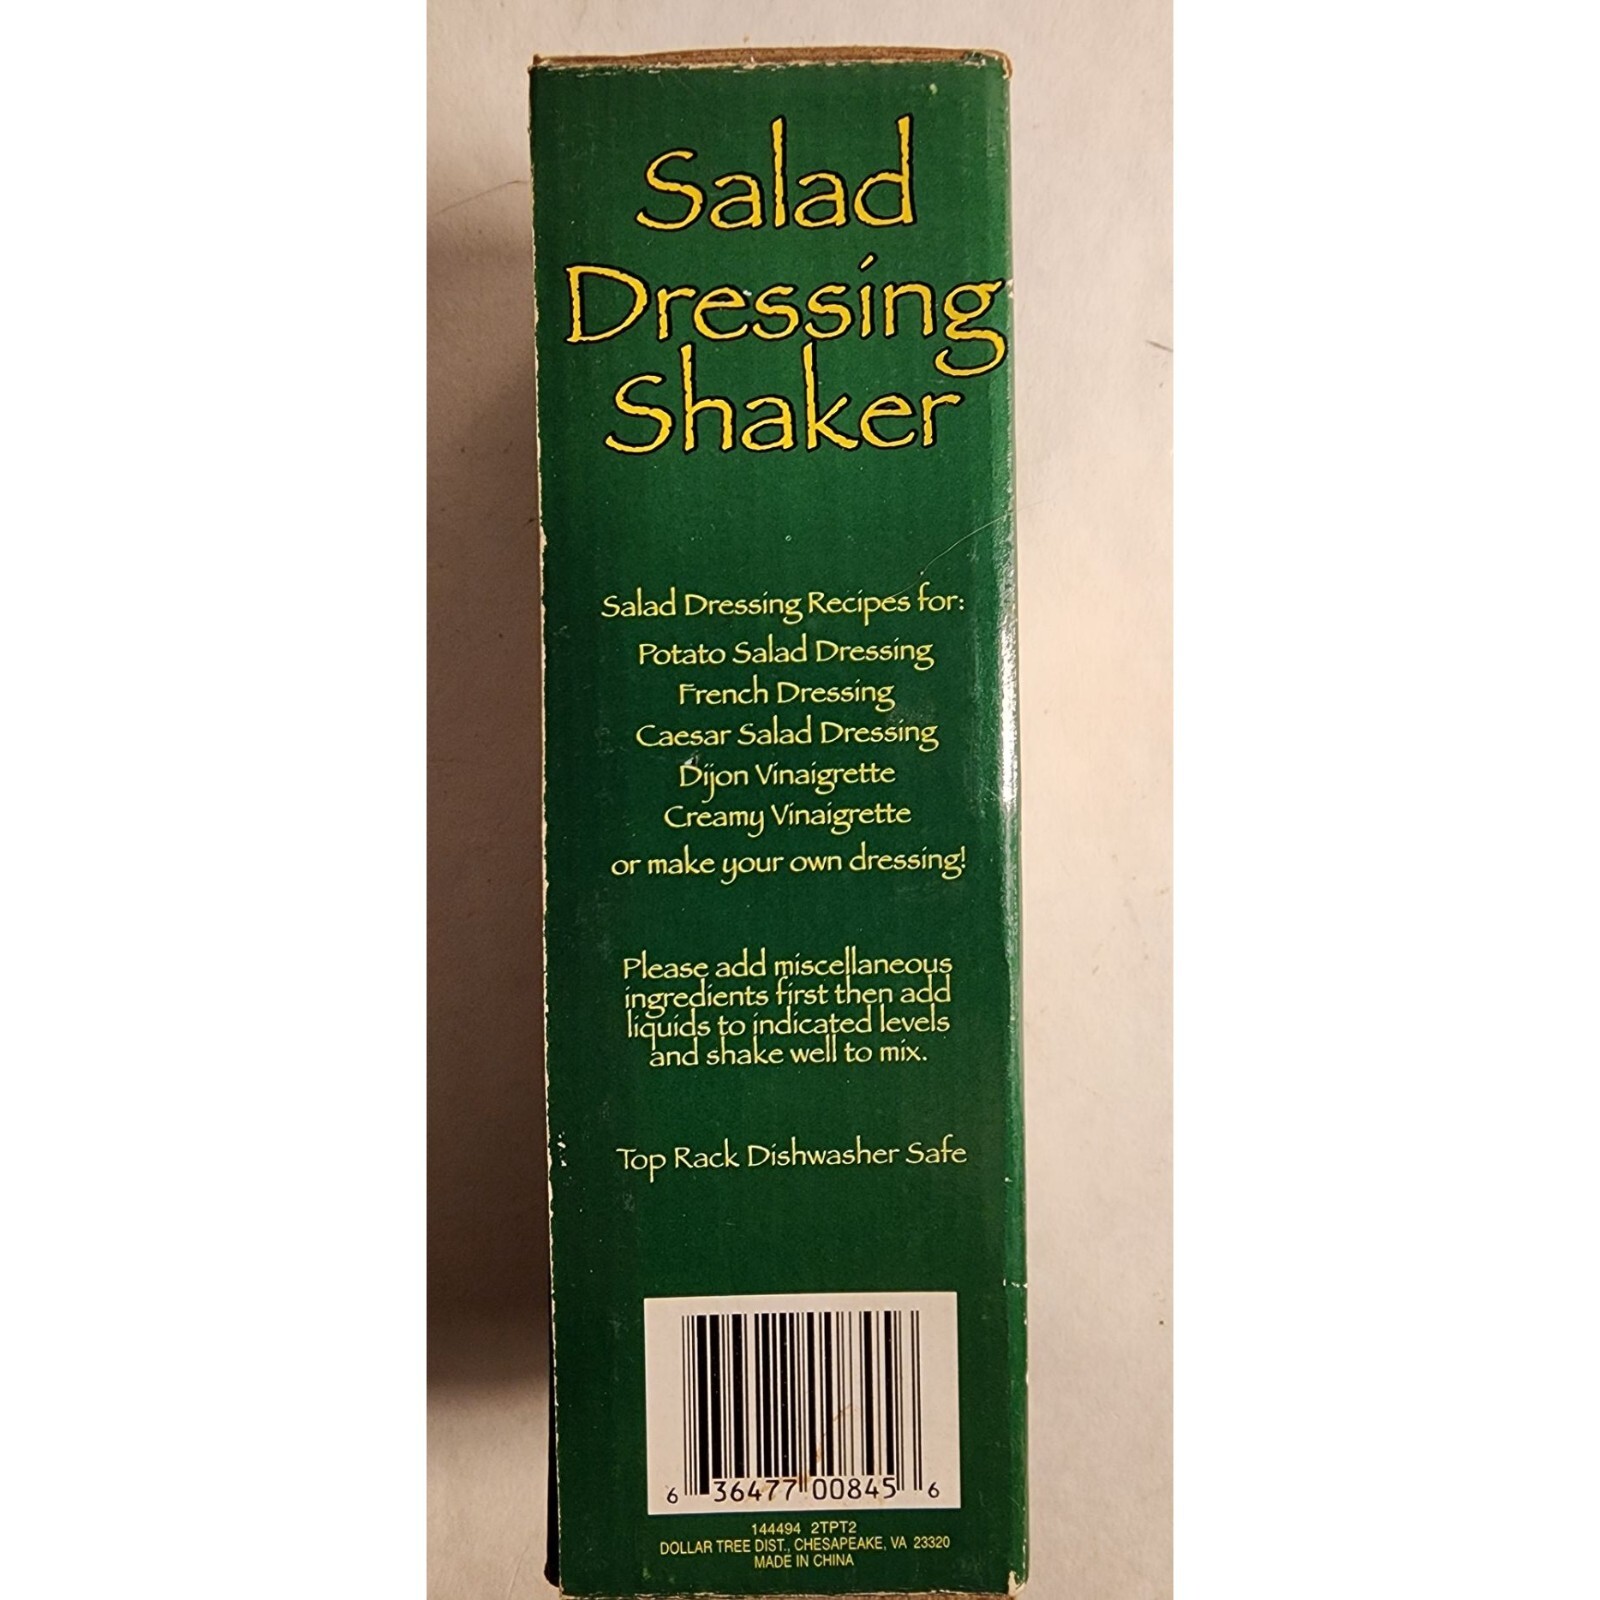 Salad
Dressing
Shaker
Salad Dressing Recipes for:
Potato Salad Dressing
French Dressing
Caesar Salad Dressing
Dijon Vinaigrette
Creamy Vinaigrette
or make your own dressing!
Please add miscellaneous
ingredients first then add
liquids to indicated levels
and shake well to mix.
Top Rack Dishwasher Safe
6 36477 00845 6
144494 2TPT2
DOLLAR TREE DIST., CHESAPEAKE, VA 23320
MADE IN CHINA